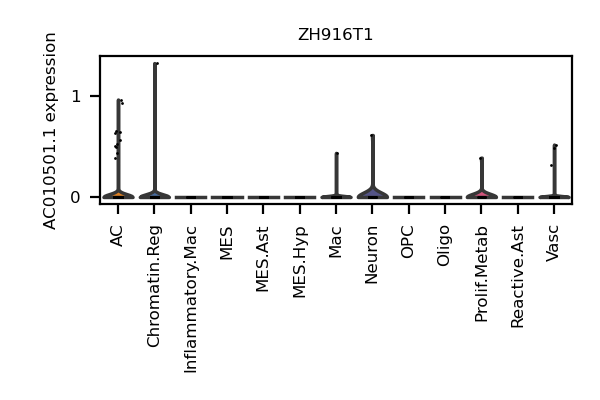 ZH916T1
AC010501.1 expression
1
0
AC
Chromatin.Reg
Inflammatory.Mac
MES
MES.Ast
MES.Hyp
Mac
Neuron
OPC
Oligo
Prolif.Metab
Reactive.Ast
Vasc